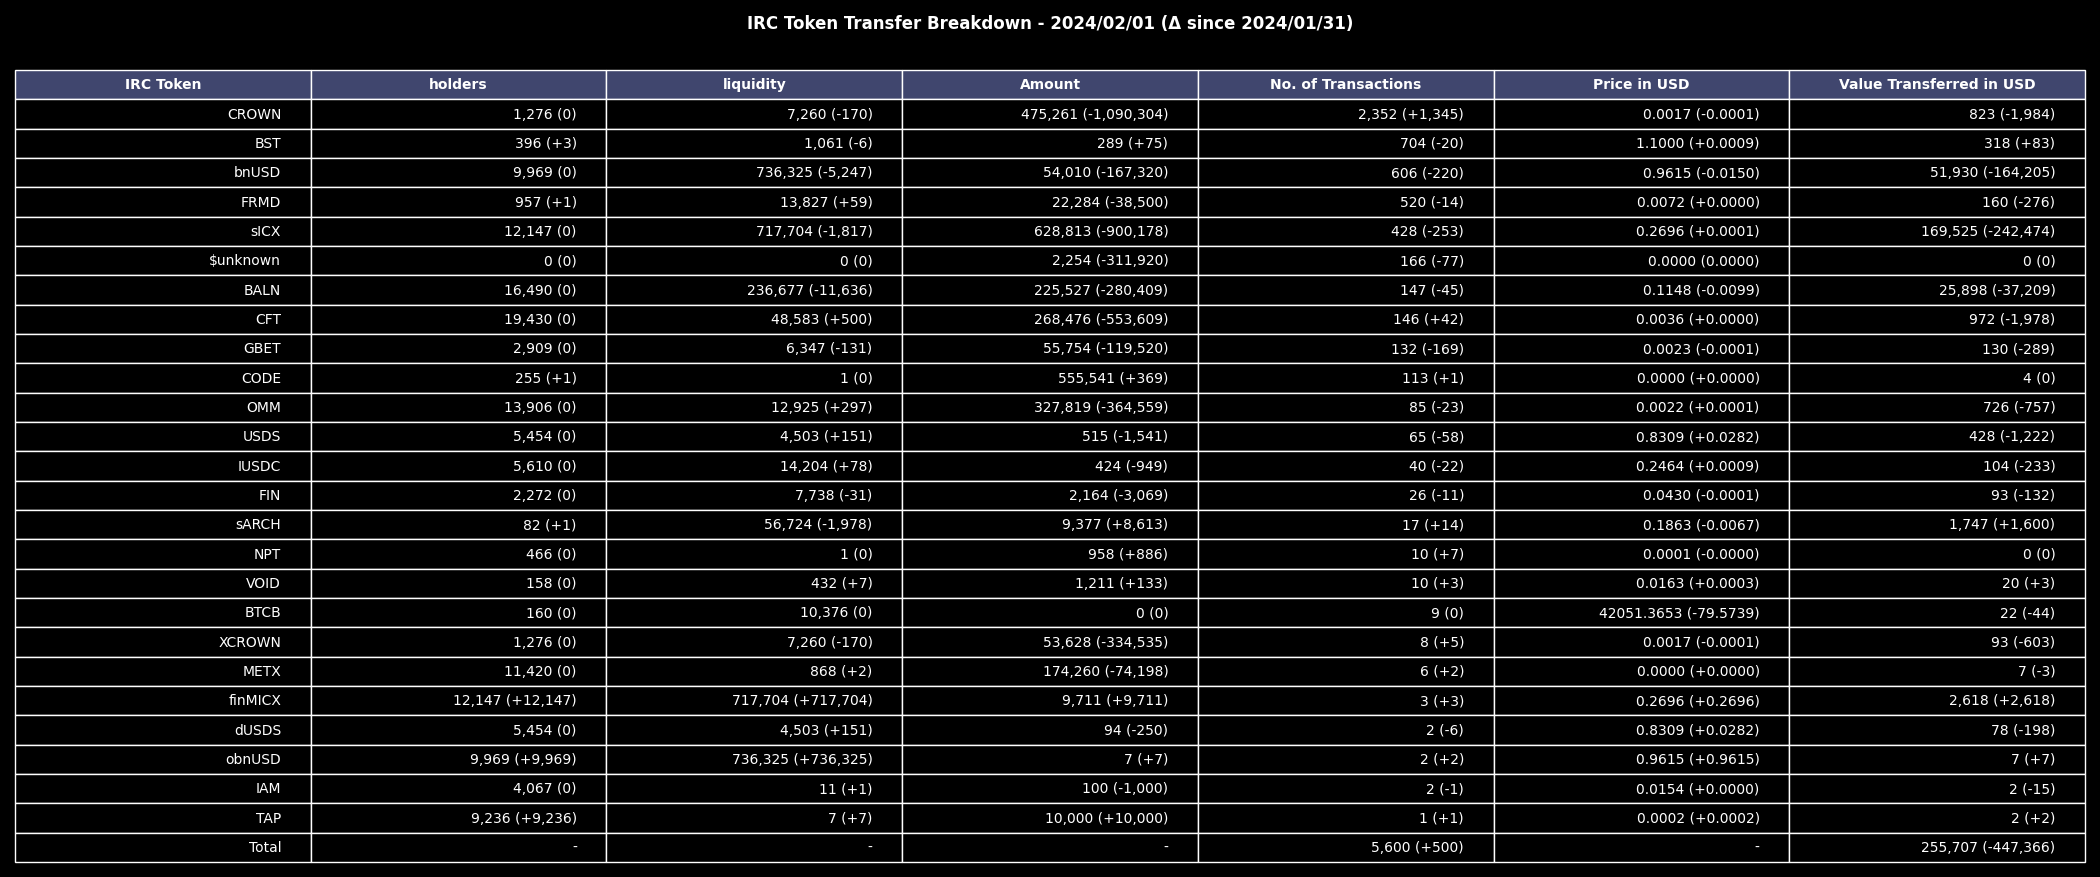 IRC Token Transfer Breakdown - 2024/02/01 (Δ since 2024/01/31)
IRC Token holders liquidity Amount No. of Transactions Price in USD Value Transferred in USD
CROWN 1,276 (0) 7,260 (-170) 475,261 (-1,090,304) 2,352 (+1,345) 0.0017 (-0.0001) 823 (-1,984)
BST 396 (+3) 1,061 (-6) 289 (+75) 704 (-20) 1.1000 (+0.0009) 318 (+83)
bnUSD 9,969 (0) 736,325 (-5,247) 54,010 (-167,320) 606 (-220) 0.9615 (-0.0150) 51,930 (-164,205)
FRMD 957 (+1) 13,827 (+59) 22,284 (-38,500) 520 (-14) 0.0072 (+0.0000) 160 (-276)
sICX 12,147 (0) 717,704 (-1,817) 628,813 (-900,178) 428 (-253) 0.2696 (+0.0001) 169,525 (-242,474)
$unknown 0 (0) 0 (0) 2,254 (-311,920) 166 (-77) 0.0000 (0.0000) 0 (0)
BALN 16,490 (0) 236,677 (-11,636) 225,527 (-280,409) 147 (-45) 0.1148 (-0.0099) 25,898 (-37,209)
CFT 19,430 (0) 48,583 (+500) 268,476 (-553,609) 146 (+42) 0.0036 (+0.0000) 972 (-1,978)
GBET 2,909 (0) 6,347 (-131) 55,754 (-119,520) 132 (-169) 0.0023 (-0.0001) 130 (-289)
CODE 255 (+1) 1 (0) 555,541 (+369) 113 (+1) 0.0000 (+0.0000) 4 (0)
OMM 13,906 (0) 12,925 (+297) 327,819 (-364,559) 85 (-23) 0.0022 (+0.0001) 726 (-757)
USDS 5,454 (0) 4,503 (+151) 515 (-1,541) 65 (-58) 0.8309 (+0.0282) 428 (-1,222)
IUSDC 5,610 (0) 14,204 (+78) 424 (-949) 40 (-22) 0.2464 (+0.0009) 104 (-233)
FIN 2,272 (0) 7,738 (-31) 2,164 (-3,069) 26 (-11) 0.0430 (-0.0001) 93 (-132)
sARCH 82 (+1) 56,724 (-1,978) 9,377 (+8,613) 17 (+14) 0.1863 (-0.0067) 1,747 (+1,600)
NPT 466 (0) 1 (0) 958 (+886) 10 (+7) 0.0001 (-0.0000) 0 (0)
VOID 158 (0) 432 (+7) 1,211 (+133) 10 (+3) 0.0163 (+0.0003) 20 (+3)
BTCB 160 (0) 10,376 (0) 0 (0) 9 (0) 42051.3653 (-79.5739) 22 (-44)
XCROWN 1,276 (0) 7,260 (-170) 53,628 (-334,535) 8 (+5) 0.0017 (-0.0001) 93 (-603)
METX 11,420 (0) 868 (+2) 174,260 (-74,198) 6 (+2) 0.0000 (+0.0000) 7 (-3)
finMICX 12,147 (+12,147) 717,704 (+717,704) 9,711 (+9,711) 3 (+3) 0.2696 (+0.2696) 2,618 (+2,618)
dUSDS 5,454 (0) 4,503 (+151) 94 (-250) 2 (-6) 0.8309 (+0.0282) 78 (-198)
obnUSD 9,969 (+9,969) 736,325 (+736,325) 7 (+7) 2 (+2) 0.9615 (+0.9615) 7 (+7)
IAM 4,067 (0) 11 (+1) 100 (-1,000) 2 (-1) 0.0154 (+0.0000) 2 (-15)
TAP 9,236 (+9,236) 7 (+7) 10,000 (+10,000) 1 (+1) 0.0002 (+0.0002) 2 (+2)
Total - - - 5,600 (+500) - 255,707 (-447,366)